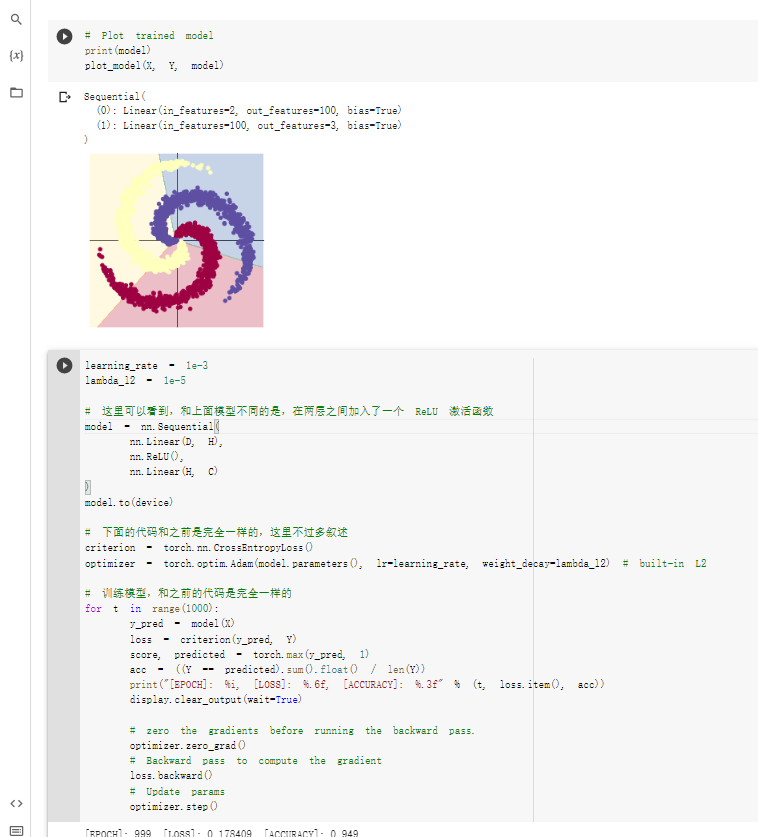 {x}
# Plot trained model
print(model)
plot_model(X, Y, model)
Sequential(
(0): Linear(in_features=2, out_features=100, bias=True)
(1): Linear(in_features=100, out_features=3, bias=True)
)
learning_rate = 1e-3
lambda_l2 = 1e-5
# 这里可以看到，和上面模型不同的是，在两层之间加入了一个 ReLU 激活函数
model = nn.Sequential(
nn.Linear(D, H),
nn.ReLU(),
nn.Linear(H, C)
)
model.to(device)
# 下面的代码和之前是完全一样的，这里不过多叙述
criterion = torch.nn.CrossEntropyLoss()
optimizer = torch.optim.Adam(model.parameters(), lr=learning_rate, weight_decay=lambda_l2) # built-in L2
# 训练模型，和之前的代码是完全一样的
for t in range(1000):
y_pred = model(X)
loss = criterion(y_pred, Y)
score, predicted = torch.max(y_pred, 1)
acc = ((Y == predicted).sum().float() / len(Y))
print("[EPOCH]: %i, [LOSS]: %.6f, [ACCURACY]: %.3f" % (t, loss.item(), acc))
display.clear_output(wait=True)
# zero the gradients before running the backward pass.
optimizer.zero_grad()
# Backward pass to compute the gradient
loss.backward()
# Update params
optimizer.step()
<>
[EPOCH]: 999, [LOSS]: 0.178409, [ACCURACY]: 0.949